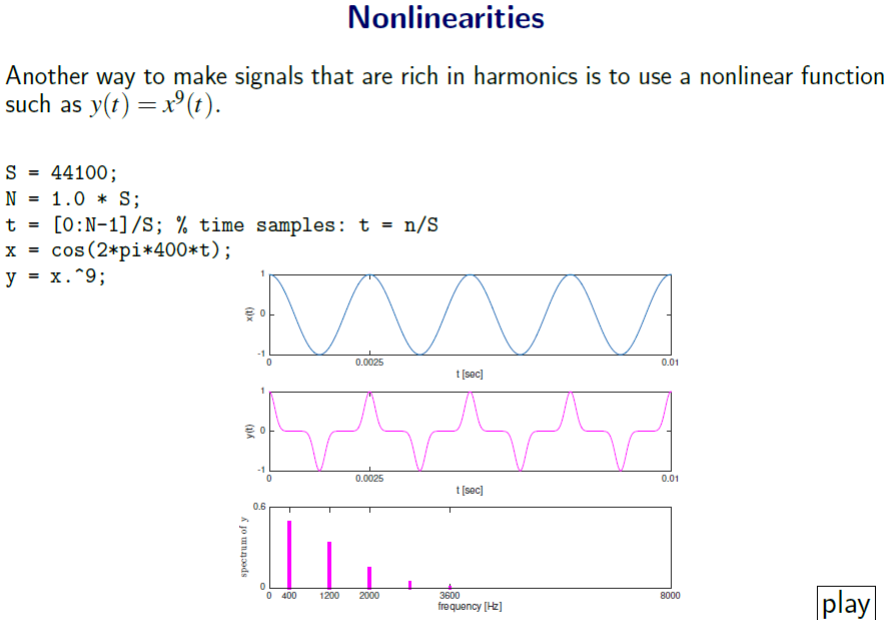 Nonlinearities
Another way to make signals that are rich in harmonics is to use a nonlinear function
such as y(t) = x⁹(t).
S = 44100;
N = 1.0 * S;
t = [0:N-1]/S; % time samples: t = n/S
x = cos(2*pi*400*t);
y = x.^9;
1
x(t)
0
-1
0 0.0025 0.01
t [sec]
1
y(t)
0
-1
0 0.0025 0.01
t [sec]
0.6
spectrum of y
0
0 400 1200 2000 3600 8000
frequency [Hz]
play